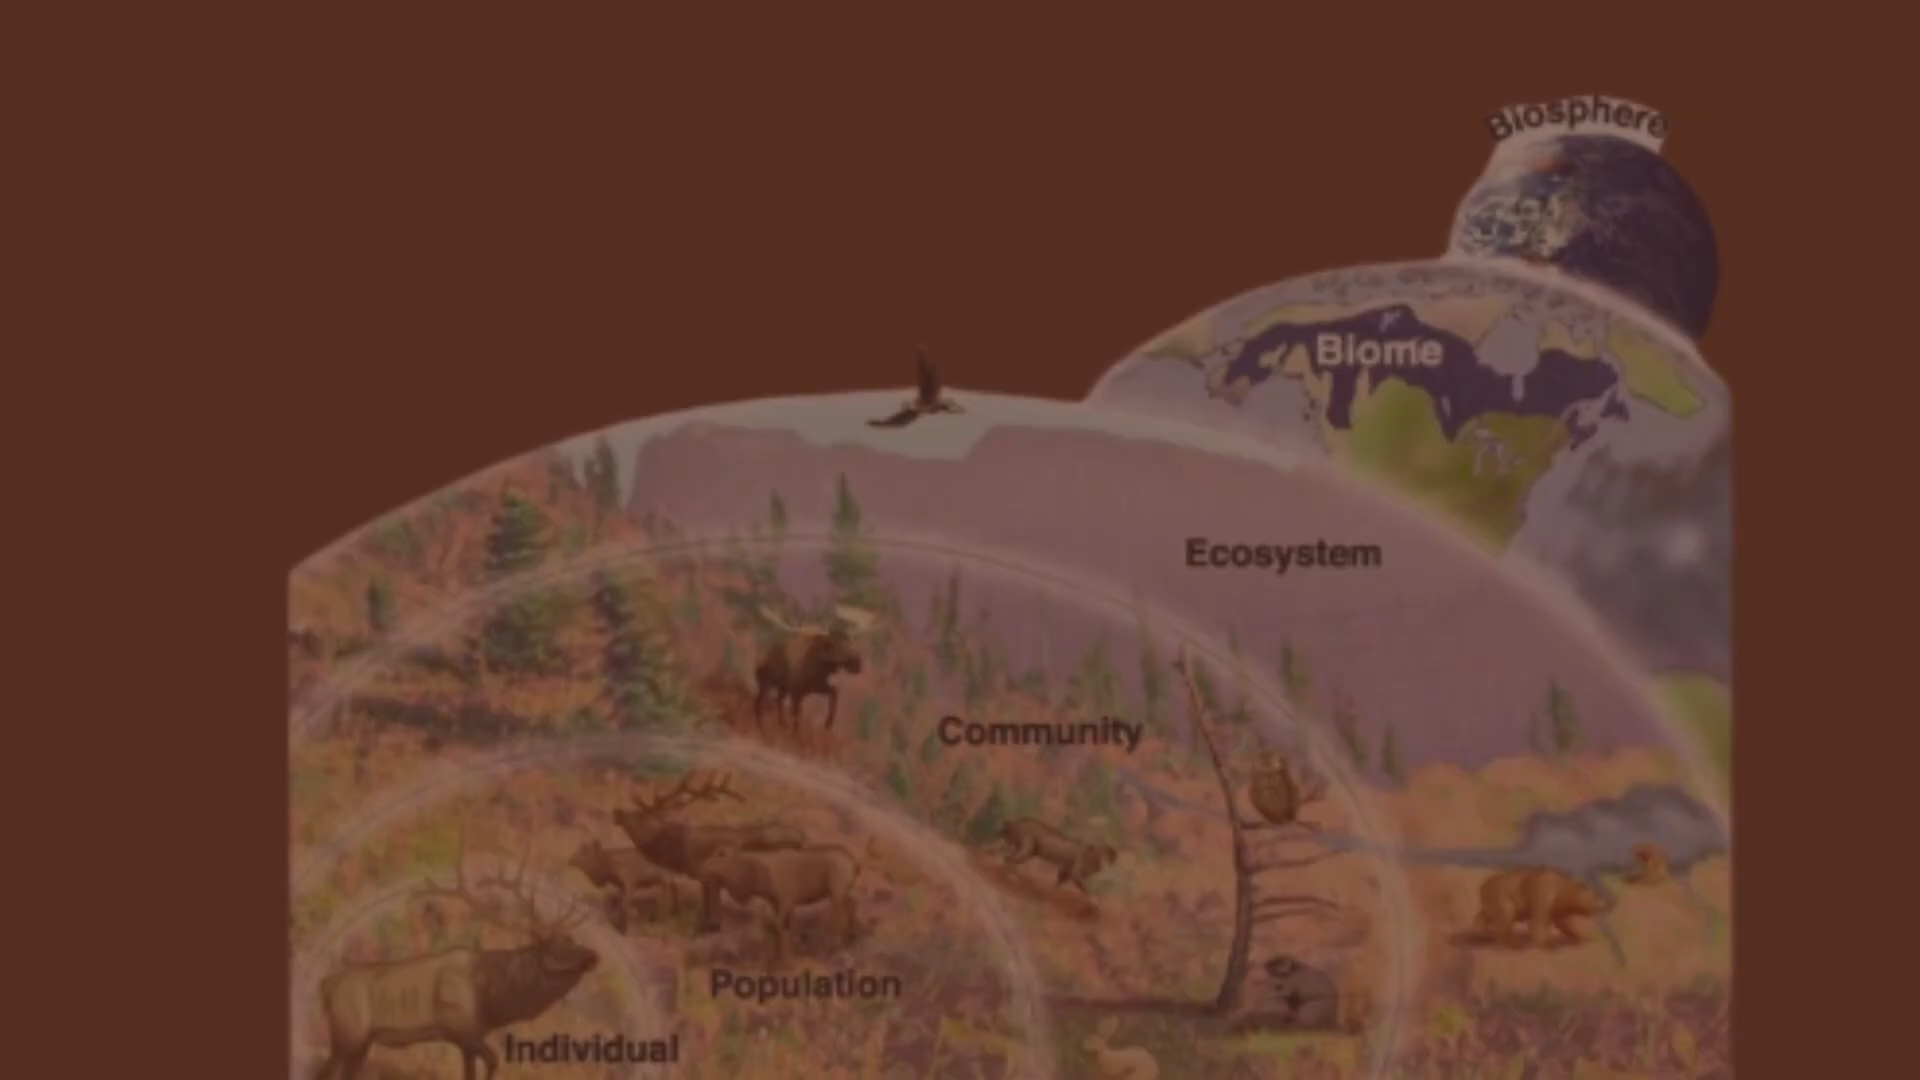 Biosphere
Biome
Ecosystem
Community
Population
Individual